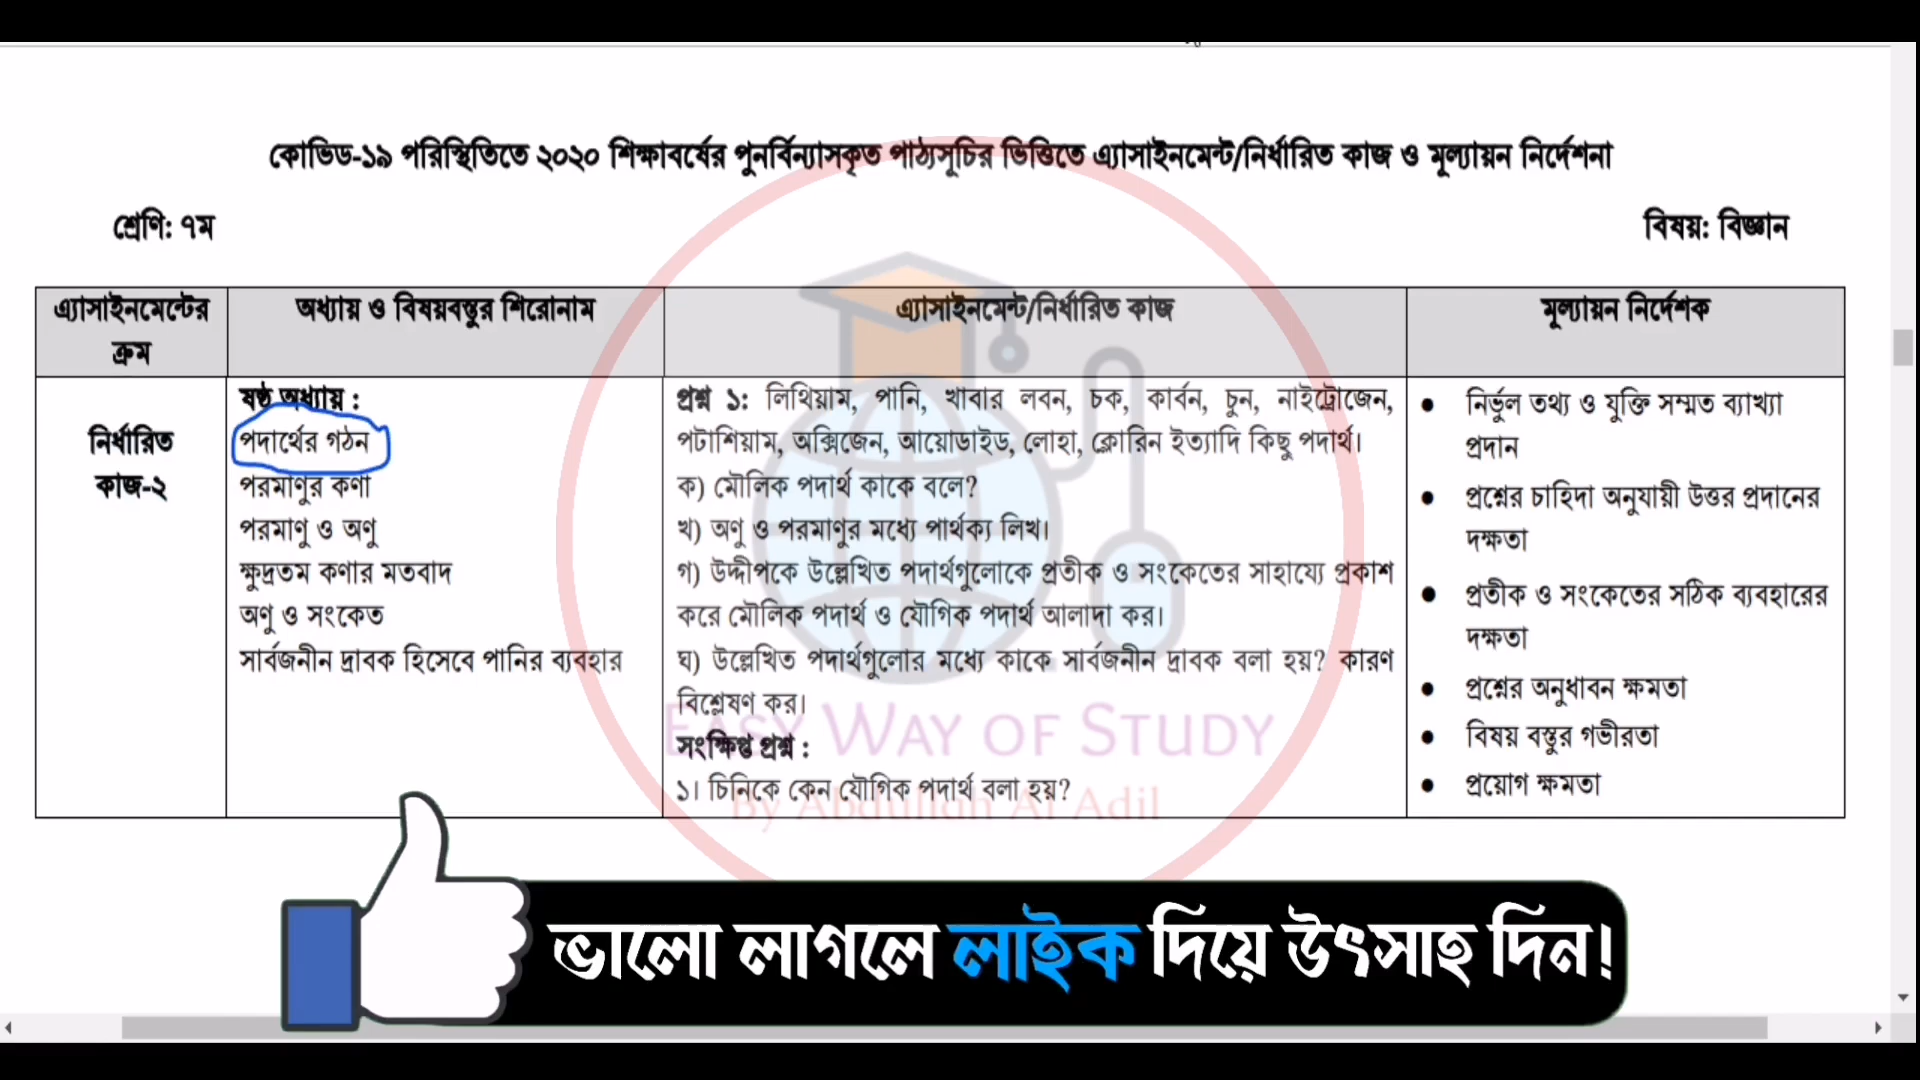 কোভিড-১৯ পরিস্থিতিতে ২০২০ শিক্ষাবর্ষের পুনর্বিন্যাসকৃত পাঠ্যসূচির ভিত্তিতে এ্যাসাইনমেন্ট/নির্ধারিত কাজ ও মূল্যায়ন নির্দেশনা
শ্রেণি: ৭ম
বিষয়: বিজ্ঞান
এ্যাসাইনমেন্টের
ক্রম
অধ্যায় ও বিষয়বস্তুর শিরোনাম
এ্যাসাইনমেন্ট/নির্ধারিত কাজ
মূল্যায়ন নির্দেশক
নির্ধারিত
কাজ-২
ষষ্ঠ অধ্যায় :
পদার্থের গঠন
পরমাণুর কণা
পরমাণু ও অণু
ক্ষুদ্রতম কণার মতবাদ
অণু ও সংকেত
সার্বজনীন দ্রাবক হিসেবে পানির ব্যবহার
প্রশ্ন ১: লিথিয়াম, পানি, খাবার লবন, চক, কার্বন, চুন, নাইট্রোজেন,
পটাশিয়াম, অক্সিজেন, আয়োডাইড, লোহা, ক্লোরিন ইত্যাদি কিছু পদার্থ।
ক) মৌলিক পদার্থ কাকে বলে?
খ) অণু ও পরমাণুর মধ্যে পার্থক্য লিখ।
গ) উদ্দীপকে উল্লেখিত পদার্থগুলোকে প্রতীক ও সংকেতের সাহায্যে প্রকাশ
করে মৌলিক পদার্থ ও যৌগিক পদার্থ আলাদা কর।
ঘ) উল্লেখিত পদার্থগুলোর মধ্যে কাকে সার্বজনীন দ্রাবক বলা হয়? কারণ
বিশ্লেষণ কর।
সংক্ষিপ্ত প্রশ্ন :
১। চিনিকে কেন যৌগিক পদার্থ বলা হয়?
● নির্ভুল তথ্য ও যুক্তি সম্মত ব্যাখ্যা
প্রদান
● প্রশ্নের চাহিদা অনুযায়ী উত্তর প্রদানের
দক্ষতা
● প্রতীক ও সংকেতের সঠিক ব্যবহারের
দক্ষতা
● প্রশ্নের অনুধাবন ক্ষমতা
● বিষয় বস্তুর গভীরতা
● প্রয়োগ ক্ষমতা
EASY WAY OF STUDY
By Abdullah Al Adil
ভালো লাগলে লাইক দিয়ে উৎসাহ দিন!